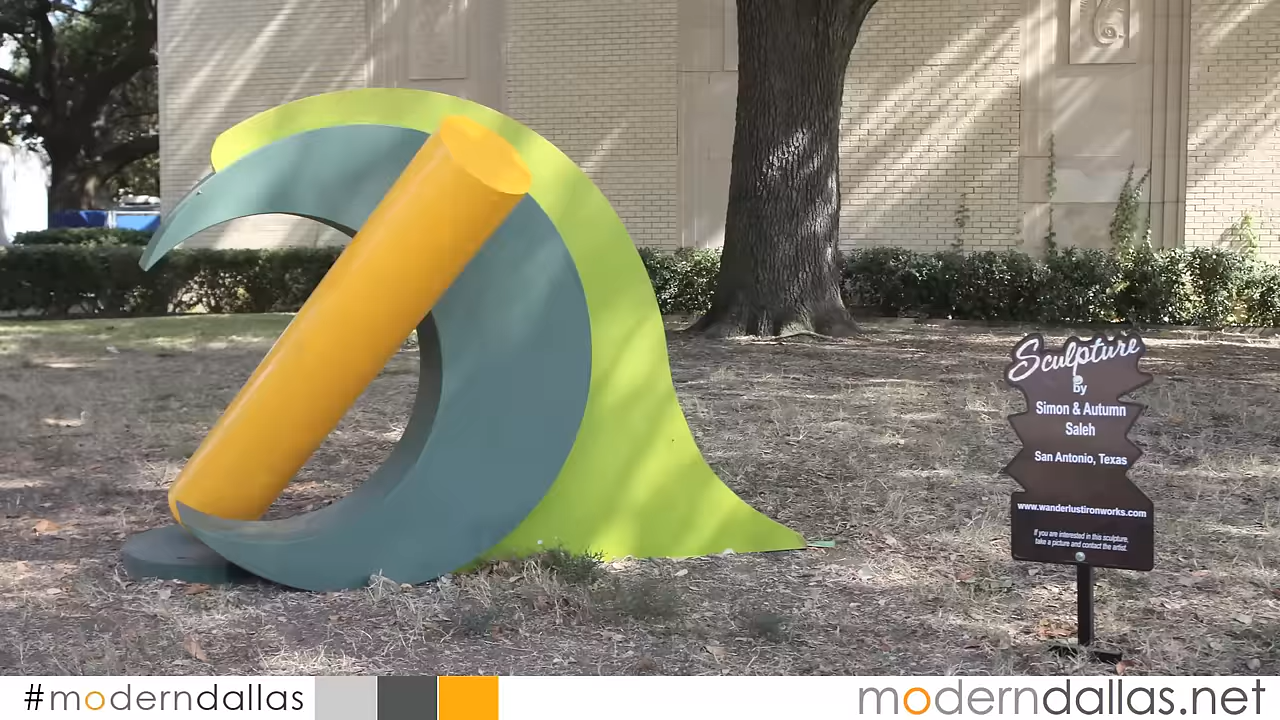 Sculpture
by
Simon & Autumn
Saleh
San Antonio, Texas
www.wanderlustironworks.com
If you are interested in this sculpture,
take a picture and contact the artist.
#moderndallas
moderndallas.net